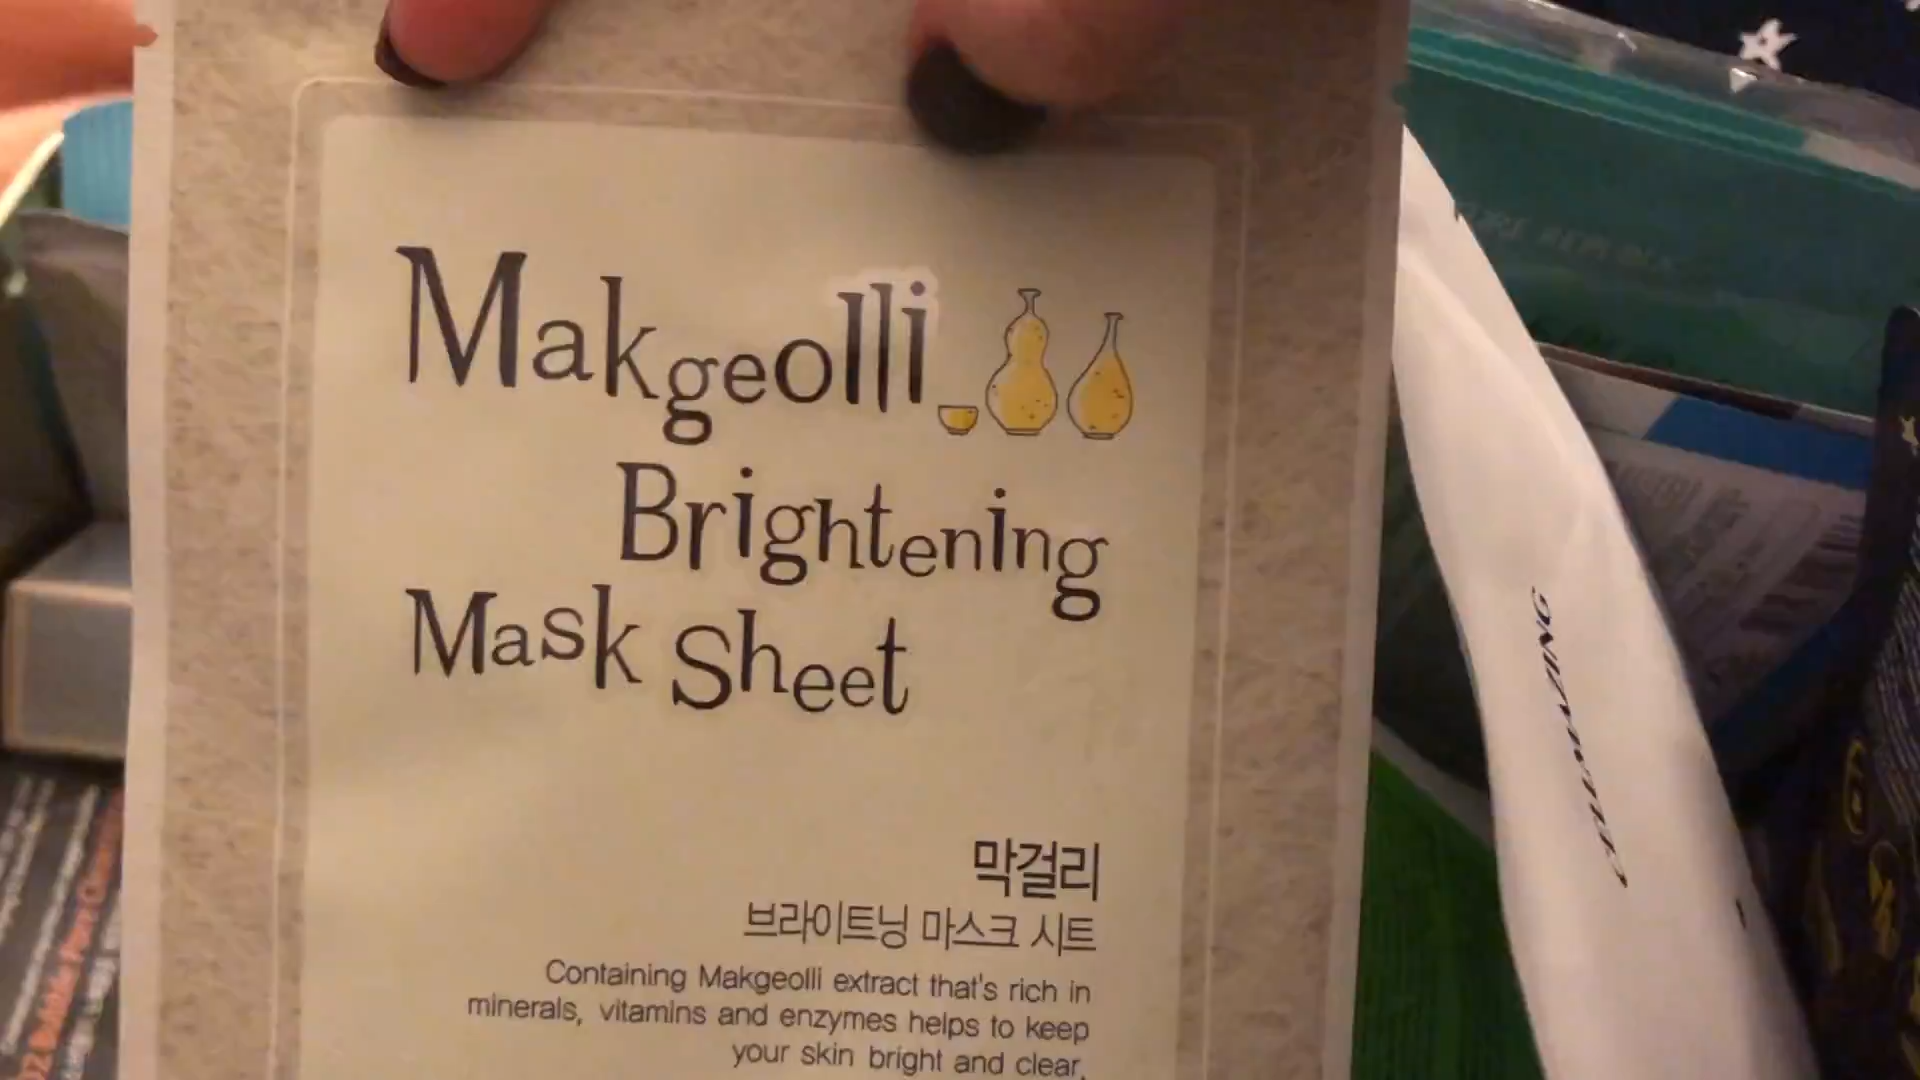 Makgeolli
Brightening
Mask Sheet
막걸리
브라이트닝 마스크 시트
Containing Makgeolli extract that's rich in
minerals, vitamins and enzymes helps to keep
your skin bright and clear.